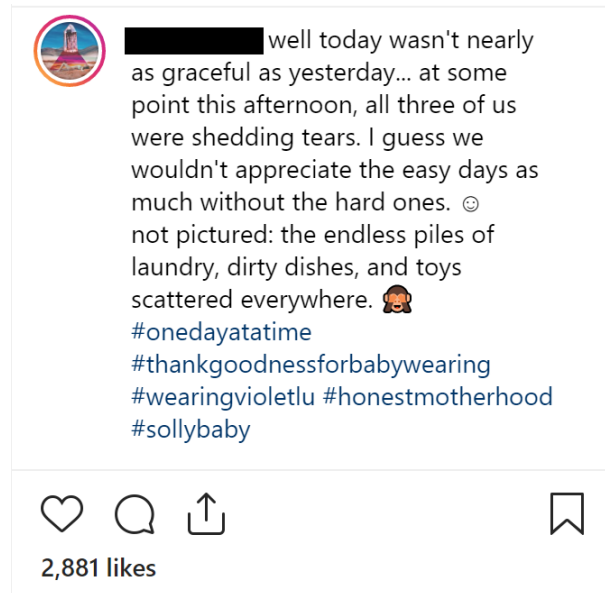 well today wasn't nearly
as graceful as yesterday... at some
point this afternoon, all three of us
were shedding tears. I guess we
wouldn't appreciate the easy days as
much without the hard ones. ☺
not pictured: the endless piles of
laundry, dirty dishes, and toys
scattered everywhere. 🙈
#onedayatatime
#thankgoodnessforbabywearing
#wearingvioletlu #honestmotherhood
#sollybaby
2,881 likes